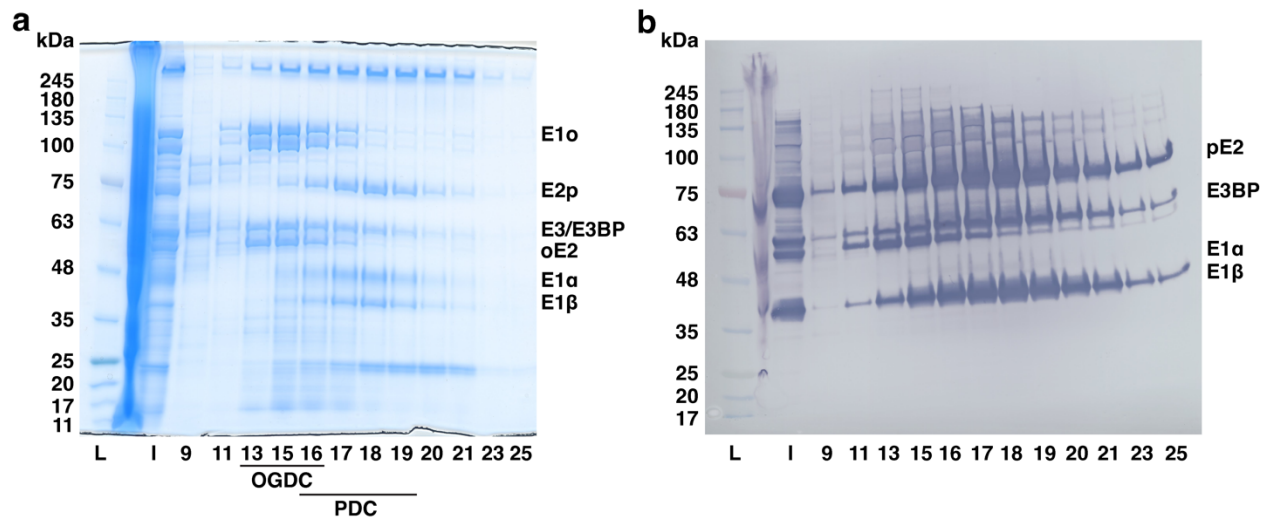 a
kDa
245
180
135
100
75
63
48
35
25
20
17
11
E1o
E2p
E3/E3BP
oE2
E1ɑ
E1β
L I 9 11 13 15 16 17 18 19 20 21 23 25
OGDC
PDC
b
kDa
245
180
135
100
75
63
48
35
25
20
17
pE2
E3BP
E1ɑ
E1β
L I 9 11 13 15 16 17 18 19 20 21 23 25